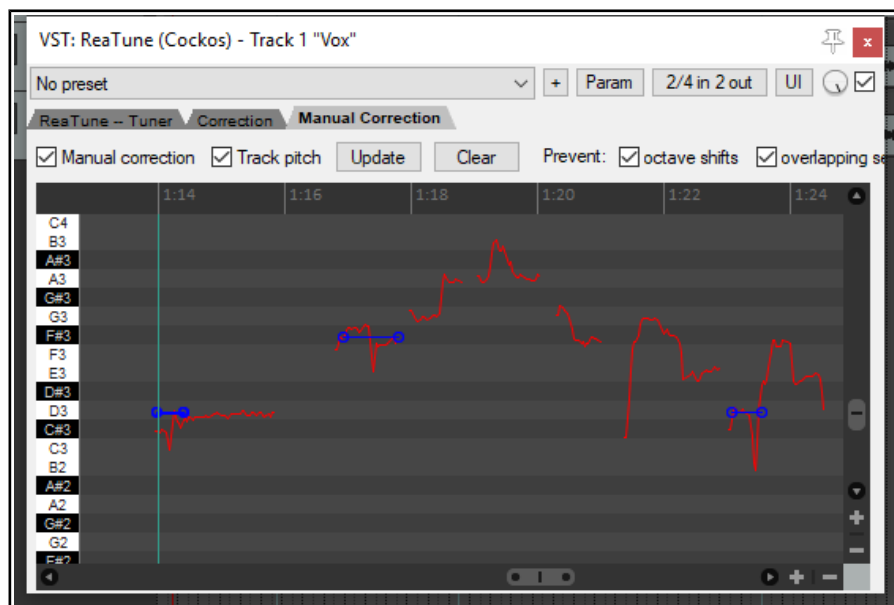 VST: ReaTune (Cockos) - Track 1 "Vox"
No preset + Param 2/4 in 2 out UI
ReaTune -- Tuner Correction Manual Correction
Manual correction Track pitch Update Clear Prevent: octave shifts overlapping se
1:14 1:16 1:18 1:20 1:22 1:24
C4
B3
A#3
A3
G#3
G3
F#3
F3
E3
D#3
D3
C#3
C3
B2
A#2
A2
G#2
G2
F#2